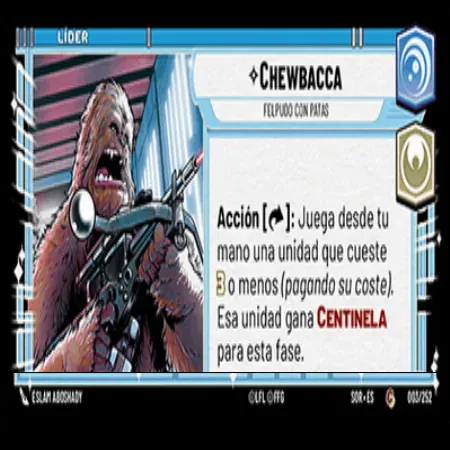 LÍDER
CHEWBACCA
FELPUDO CON PATAS
Acción [ ]: Juega desde tu
mano una unidad que cueste
3 o menos (pagando su coste).
Esa unidad gana CENTINELA
para esta fase.
ESLAM ABOSHADY
©LFL ©FFG
SOR • ES
C
003/252